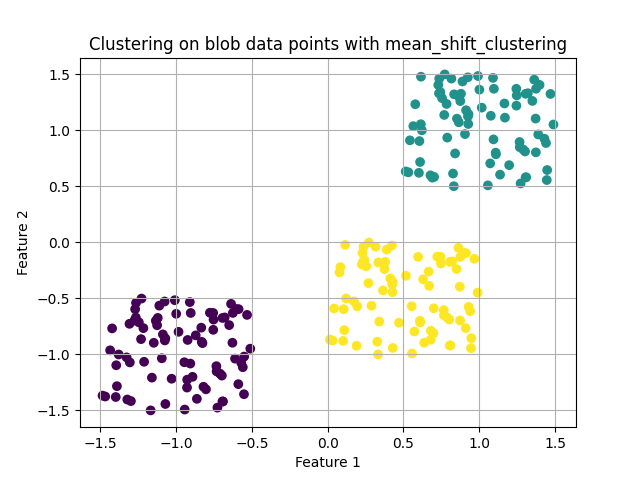 Clustering on blob data points with mean_shift_clustering
1.5
1.0
0.5
0.0
−0.5
−1.0
−1.5
Feature 2
−1.5 −1.0 −0.5 0.0 0.5 1.0 1.5
Feature 1